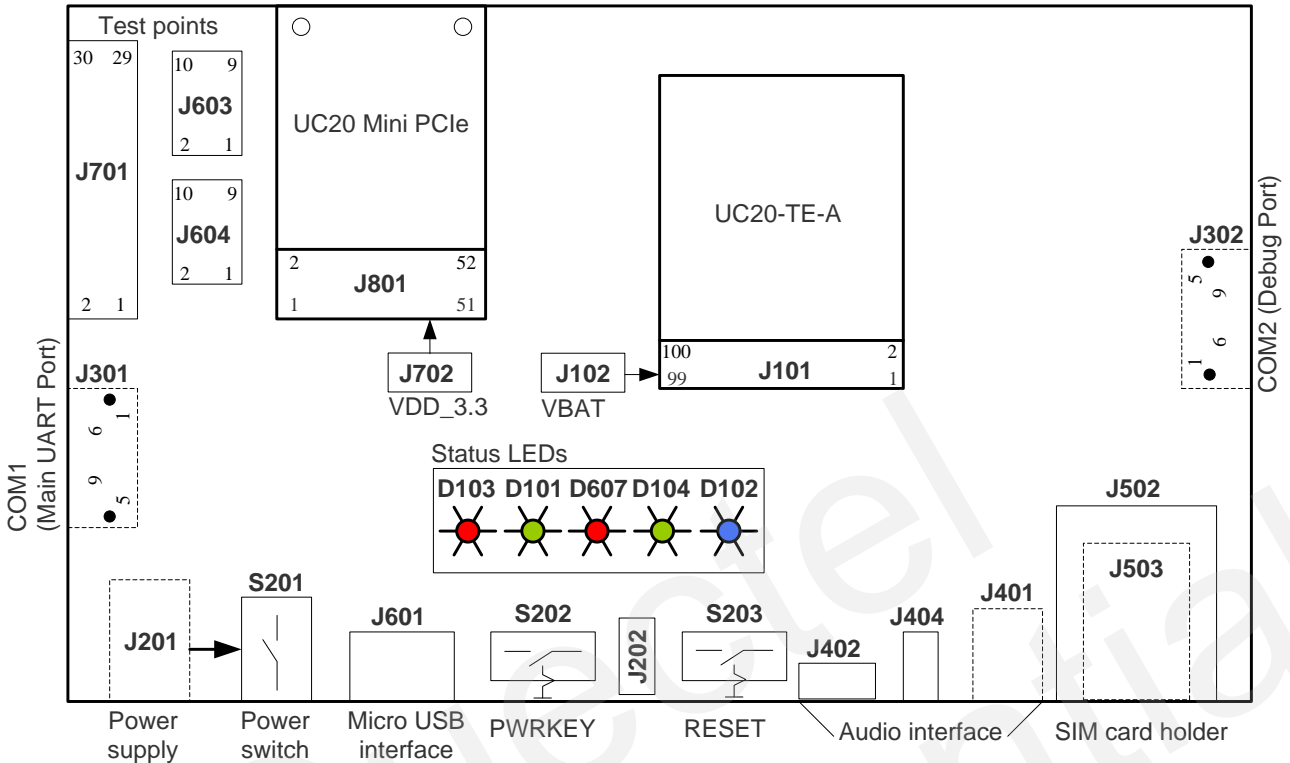 Test points
30 29
J701
2 1
10 9
J603
2 1
10 9
J604
2 1
UC20 Mini PCIe
2 52
J801
1 51
J702
VDD_3.3
J102
VBAT
UC20-TE-A
100 2
J101
99 1
J302
5
9
6
1
COM2 (Debug Port)
J301
1
6
9
5
COM1
(Main UART Port)
Status LEDs
D103 D101 D607 D104 D102
J201
Power
supply
S201
Power
switch
J601
Micro USB
interface
S202
PWRKEY
J202
S203
RESET
J402
J404
J401
Audio interface
J502
J503
SIM card holder